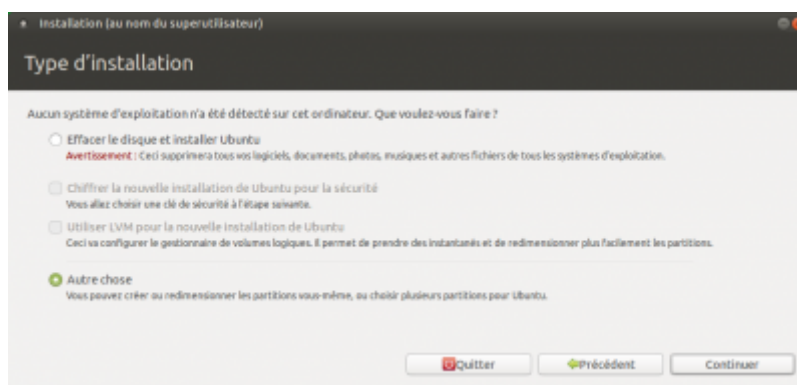 Installation (au nom du superutilisateur)
Type d'installation
Aucun système d'exploitation n'a été détecté sur cet ordinateur. Que voulez-vous faire ?
Effacer le disque et installer Ubuntu
Avertissement : Ceci supprimera tous vos logiciels, documents, photos, musiques et autres fichiers de tous les systèmes d'exploitation.
Chiffrer la nouvelle installation de Ubuntu pour la sécurité
Vous allez choisir une clé de sécurité à l'étape suivante.
Utiliser LVM pour la nouvelle installation de Ubuntu
Ceci va configurer le gestionnaire de volumes logiques. Il permet de prendre des instantanés et de redimensionner plus facilement les partitions.
Autre chose
Vous pouvez créer ou redimensionner les partitions vous-même, ou choisir plusieurs partitions pour Ubuntu.
Quitter Précédent Continuer